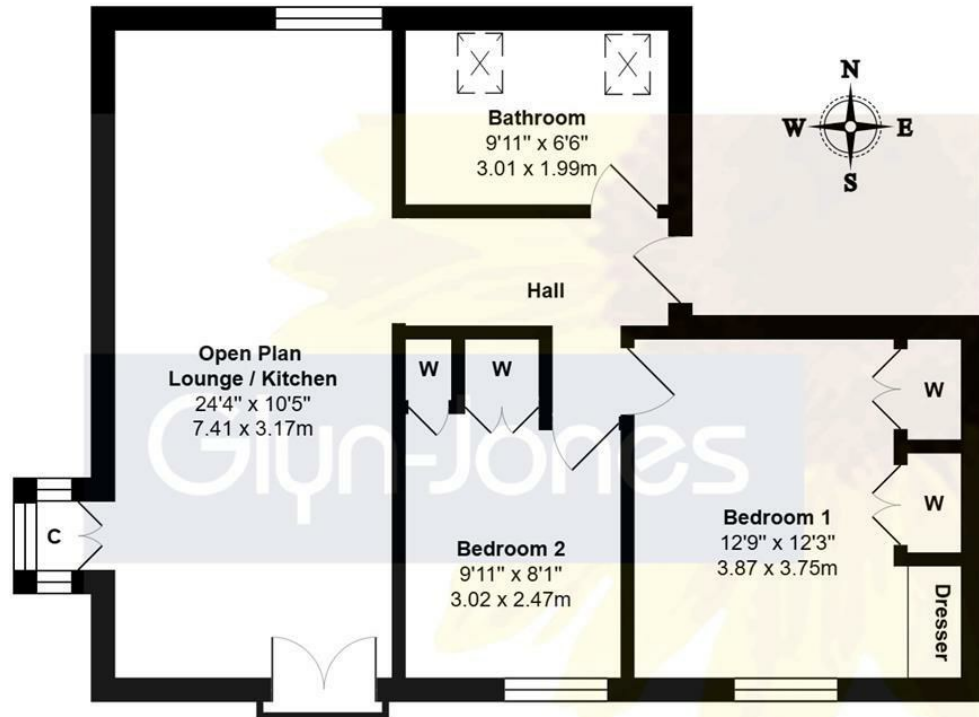 Bathroom
9'11" x 6'6"
3.01 x 1.99m
N
W
E
S
Hall
Open Plan
Lounge / Kitchen
24'4" x 10'5"
7.41 x 3.17m
W
W
W
W
Glyn-Jones
C
Bedroom 2
9'11" x 8'1"
3.02 x 2.47m
Bedroom 1
12'9" x 12'3"
3.87 x 3.75m
Dresser